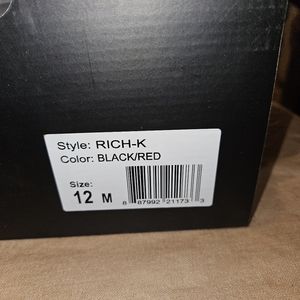 Style: RICH-K
Color: BLACK/RED
Size:
12 M
8 87992 21173 3